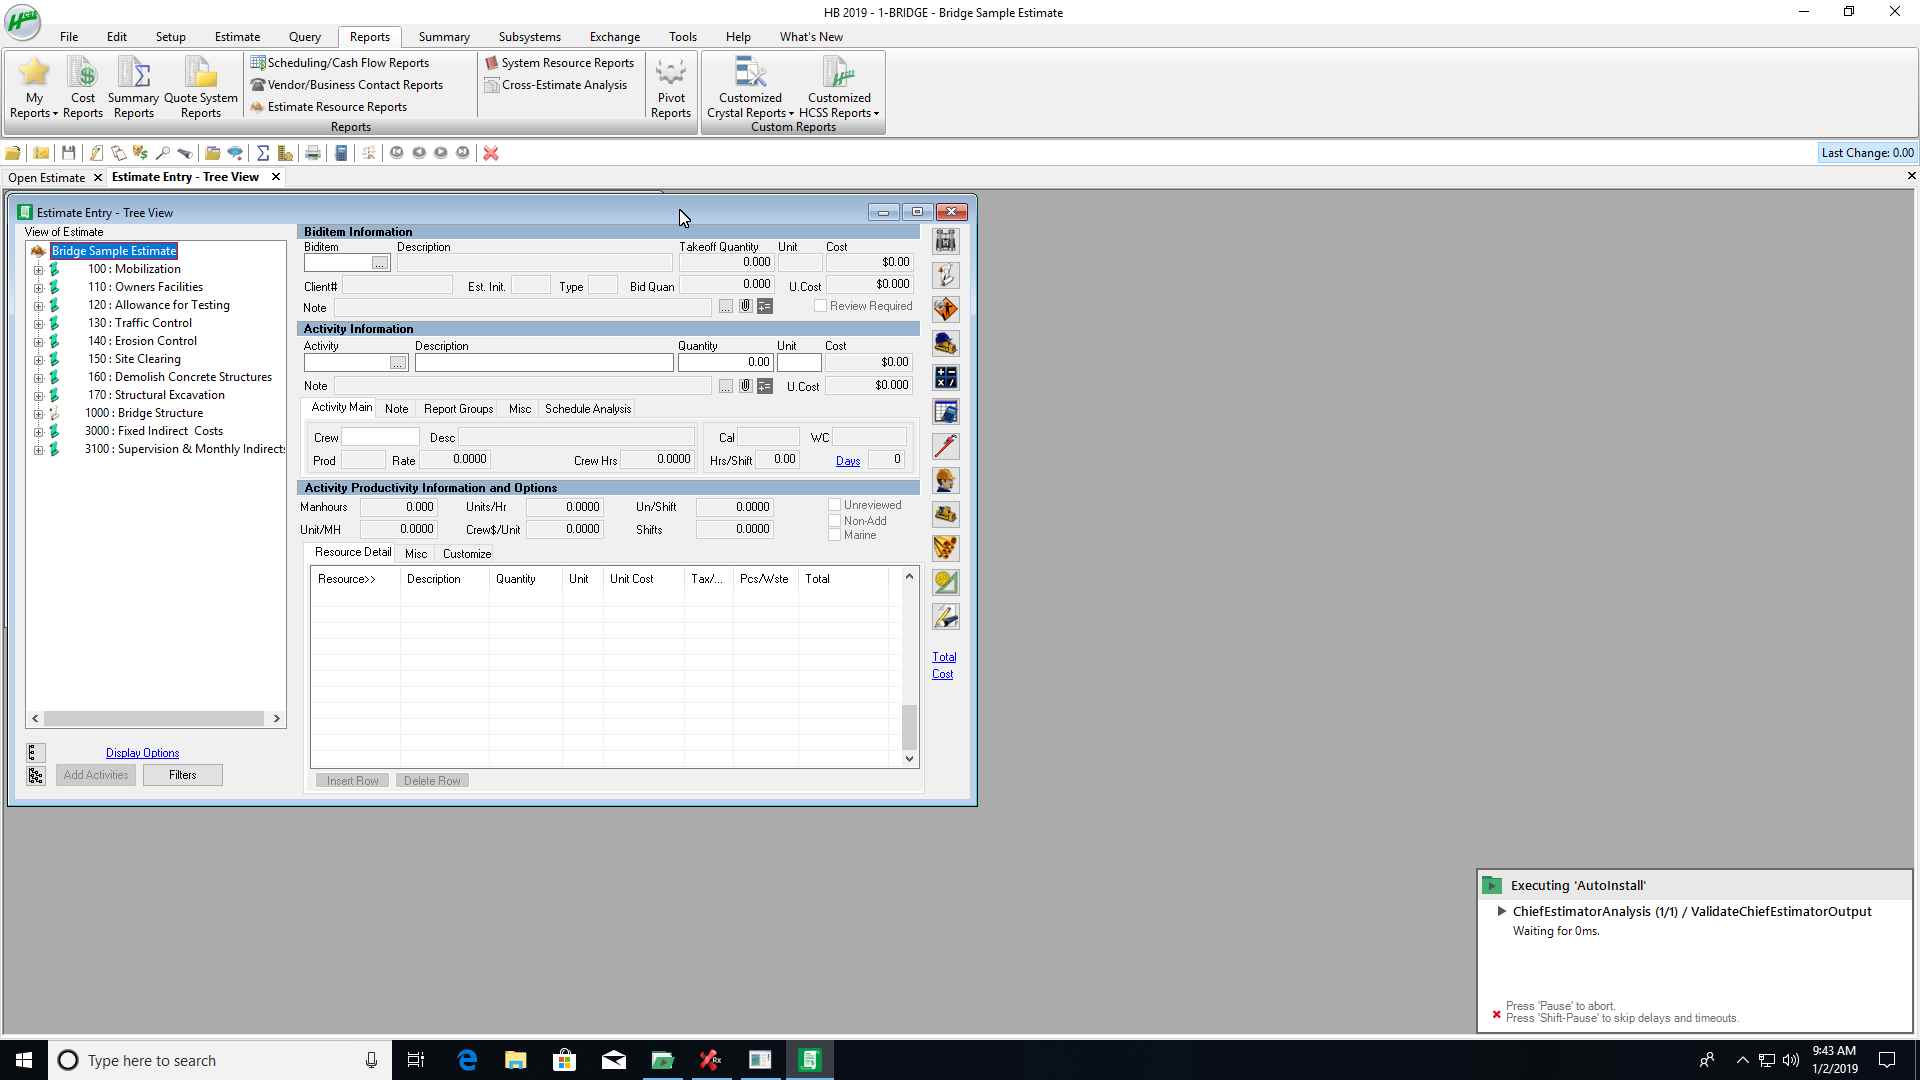 HB 2019 - 1-BRIDGE - Bridge Sample Estimate
File Edit Setup Estimate Query Reports Summary Subsystems Exchange Tools Help What's New
My Reports
Cost Reports
Summary Reports
Quote System Reports
Scheduling/Cash Flow Reports
Vendor/Business Contact Reports
Estimate Resource Reports
System Resource Reports
Cross-Estimate Analysis
Pivot Reports
Customized Crystal Reports
Customized HCSS Reports
Reports
Custom Reports
Last Change: 0.00
Open Estimate
Estimate Entry - Tree View
Estimate Entry - Tree View
View of Estimate
Bridge Sample Estimate
100 : Mobilization
110 : Owners Facilities
120 : Allowance for Testing
130 : Traffic Control
140 : Erosion Control
150 : Site Clearing
160 : Demolish Concrete Structures
170 : Structural Excavation
1000 : Bridge Structure
3000 : Fixed Indirect Costs
3100 : Supervision & Monthly Indirects
Display Options
Add Activities
Filters
Biditem Information
Biditem Description Takeoff Quantity Unit Cost
... 0.000 $0.00
Client# Est. Init. Type Bid Quan 0.000 U.Cost $0.000
Note ... Review Required
Activity Information
Activity Description Quantity Unit Cost
... 0.00 $0.00
Note ... U.Cost $0.000
Activity Main Note Report Groups Misc Schedule Analysis
Crew Desc Cal WC
Prod Rate 0.0000 Crew Hrs 0.0000 Hrs/Shift 0.00 Days 0
Activity Productivity Information and Options
Manhours 0.000 Units/Hr 0.0000 Un/Shift 0.0000 Unreviewed
Non-Add
Unit/MH 0.0000 Crew$/Unit 0.0000 Shifts 0.0000 Marine
Resource Detail Misc Customize
Resource>> Description Quantity Unit Unit Cost Tax/... Pcs/Wste Total
Insert Row
Delete Row
Total
Cost
Executing 'AutoInstall'
ChiefEstimatorAnalysis (1/1) / ValidateChiefEstimatorOutput
Waiting for 0ms.
Press 'Pause' to abort.
Press 'Shift-Pause' to skip delays and timeouts.
Type here to search
9:43 AM
1/2/2019